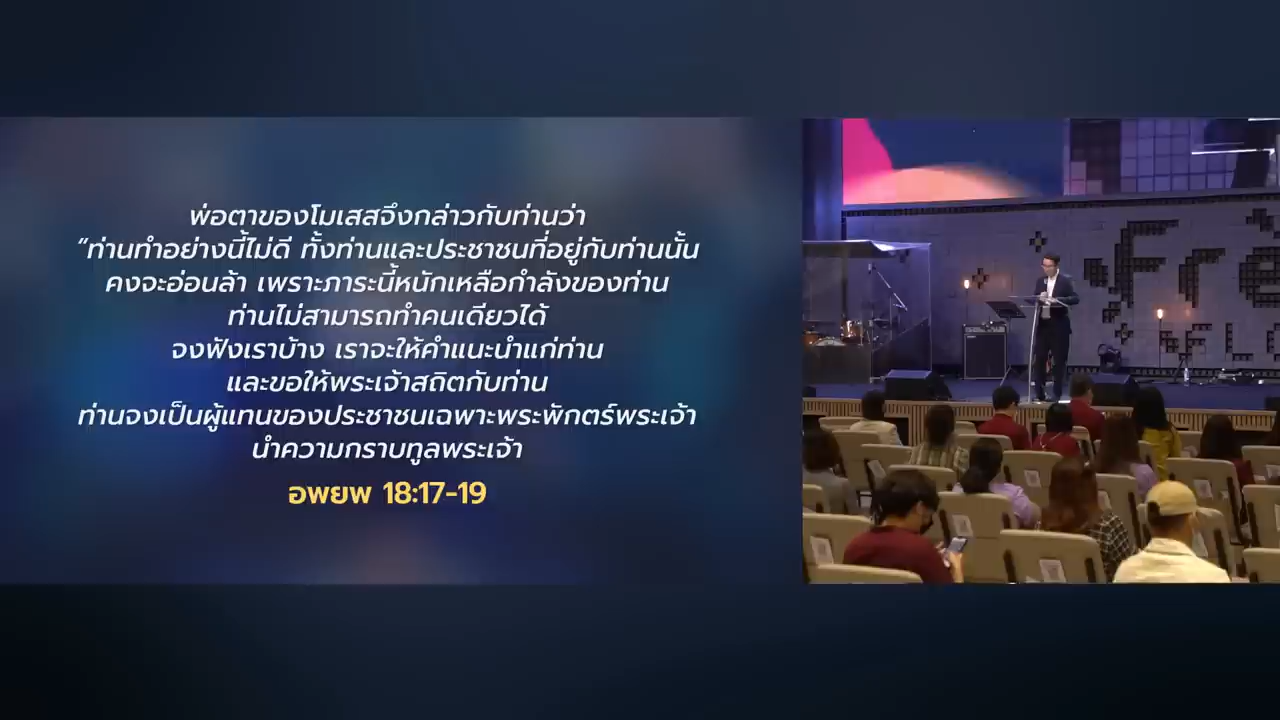 พ่อตาของโมเสสจึงกล่าวกับท่านว่า
“ท่านทำอย่างนี้ไม่ดี ทั้งท่านและประชาชนที่อยู่กับท่านนั้น
คงจะอ่อนล้า เพราะภาระนี้หนักเหลือกำลังของท่าน
ท่านไม่สามารถทำคนเดียวได้
จงฟังเราบ้าง เราจะให้คำแนะนำแก่ท่าน
และขอให้พระเจ้าสถิตกับท่าน
ท่านจงเป็นผู้แทนของประชาชนเฉพาะพระพักตร์พระเจ้า
นำความกราบทูลพระเจ้า
อพยพ 18:17-19